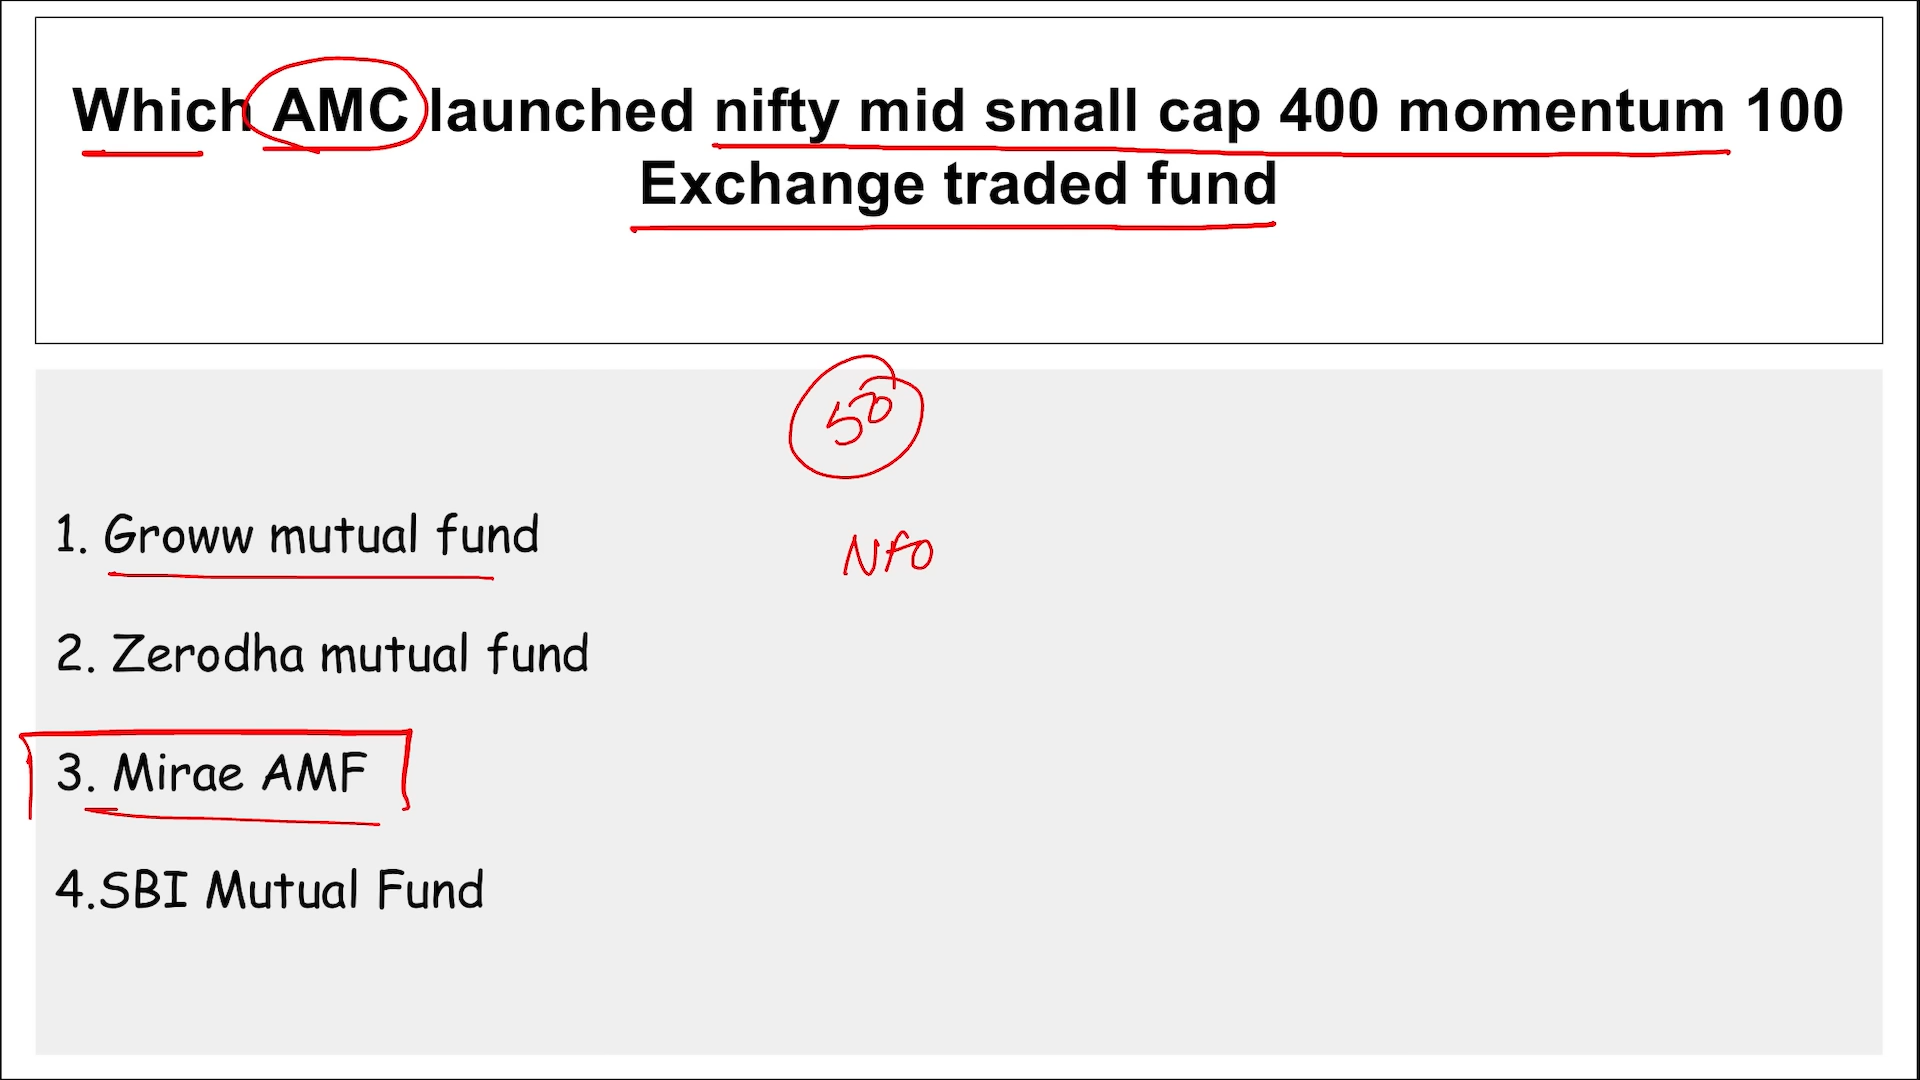 Which AMC launched nifty mid small cap 400 momentum 100
Exchange traded fund
50
1. Groww mutual fund
NFO
2. Zerodha mutual fund
3. Mirae AMF
4.SBI Mutual Fund